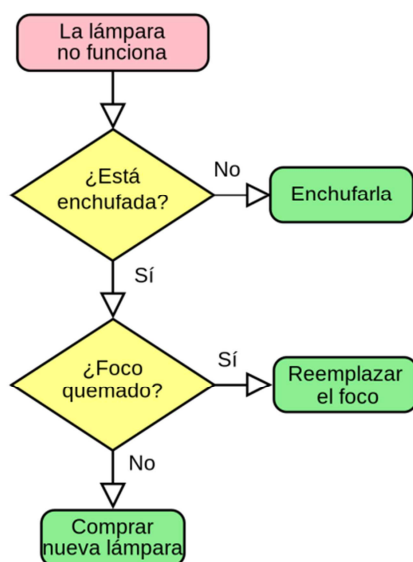 La lámpara
no funciona
¿Está
enchufada?
No
Enchufarla
Sí
¿Foco
quemado?
Sí
Reemplazar
el foco
No
Comprar
nueva lámpara